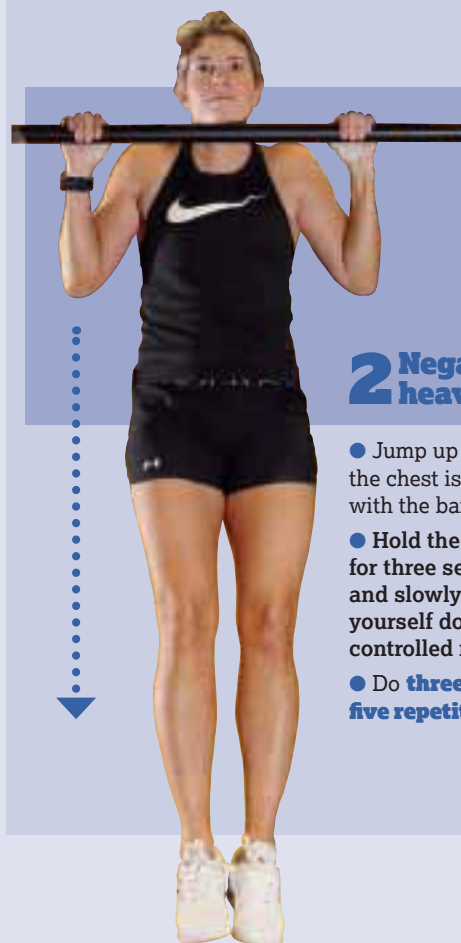 2 Nega
heav
● Jump up
the chest is
with the ba
● Hold the
for three se
and slowly
yourself do
controlled
● Do three
five repetit